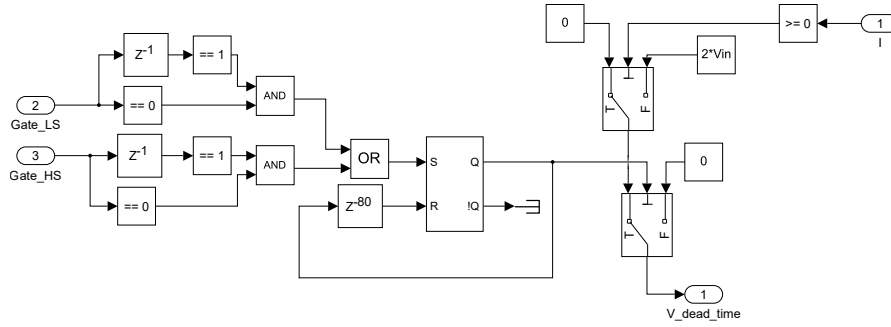 0
>= 0
1
I
Z-1
== 1
2*Vin
AND
T
F
2
Gate_LS
== 0
3
Gate_HS
Z-1
== 1
AND
OR
S
Q
0
== 0
Z-80
R
!Q
T
F
1
V_dead_time